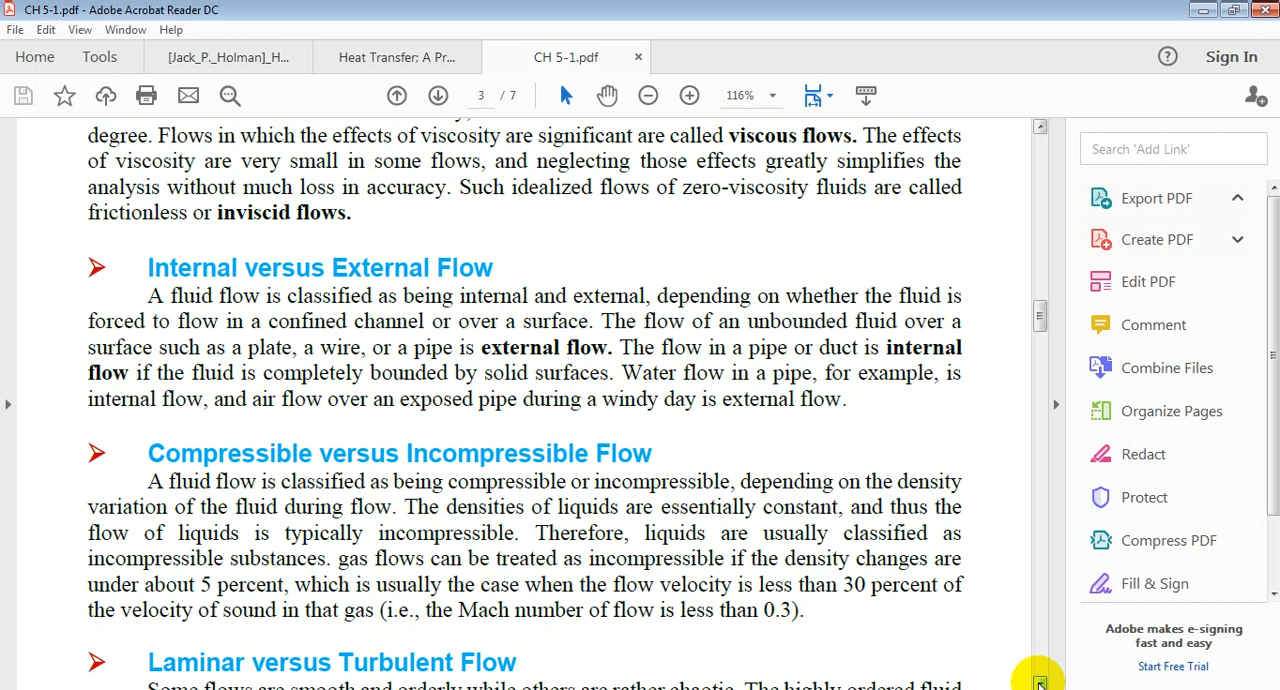 CH 5-1.pdf - Adobe Acrobat Reader DC
File Edit View Window Help
Home Tools [Jack_P._Holman]_H... Heat Transfer; A Pr... CH 5-1.pdf
Sign In
3 / 7 116%
degree. Flows in which the effects of viscosity are significant are called viscous flows. The effects
of viscosity are very small in some flows, and neglecting those effects greatly simplifies the
analysis without much loss in accuracy. Such idealized flows of zero-viscosity fluids are called
frictionless or inviscid flows.
Internal versus External Flow
A fluid flow is classified as being internal and external, depending on whether the fluid is
forced to flow in a confined channel or over a surface. The flow of an unbounded fluid over a
surface such as a plate, a wire, or a pipe is external flow. The flow in a pipe or duct is internal
flow if the fluid is completely bounded by solid surfaces. Water flow in a pipe, for example, is
internal flow, and air flow over an exposed pipe during a windy day is external flow.
Compressible versus Incompressible Flow
A fluid flow is classified as being compressible or incompressible, depending on the density
variation of the fluid during flow. The densities of liquids are essentially constant, and thus the
flow of liquids is typically incompressible. Therefore, liquids are usually classified as
incompressible substances. gas flows can be treated as incompressible if the density changes are
under about 5 percent, which is usually the case when the flow velocity is less than 30 percent of
the velocity of sound in that gas (i.e., the Mach number of flow is less than 0.3).
Laminar versus Turbulent Flow
Some flows are smooth and orderly while others are rather chaotic. The highly ordered fluid
Search 'Add Link'
Export PDF
Create PDF
Edit PDF
Comment
Combine Files
Organize Pages
Redact
Protect
Compress PDF
Fill & Sign
Adobe makes e-signing
fast and easy
Start Free Trial